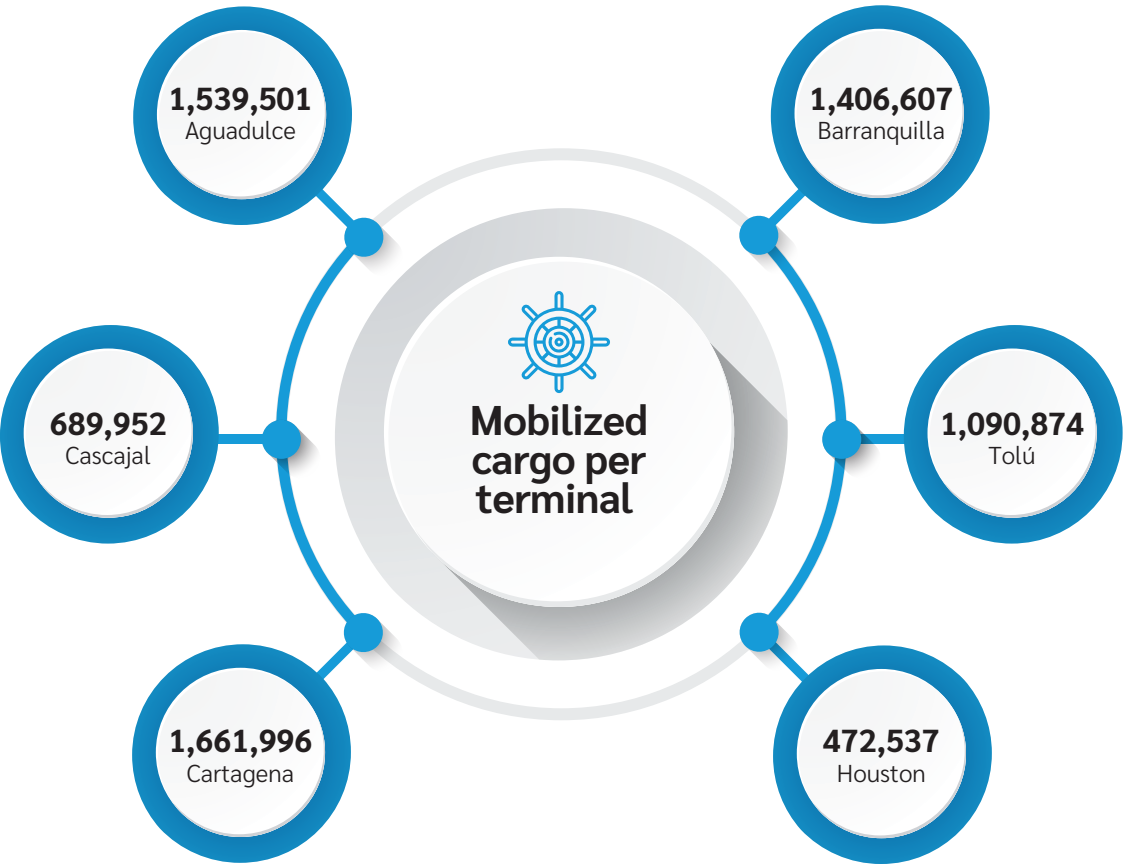 1,539,501
Aguadulce
1,406,607
Barranquilla
689,952
Cascajal
Mobilized
cargo per
terminal
1,090,874
Tolú
1,661,996
Cartagena
472,537
Houston